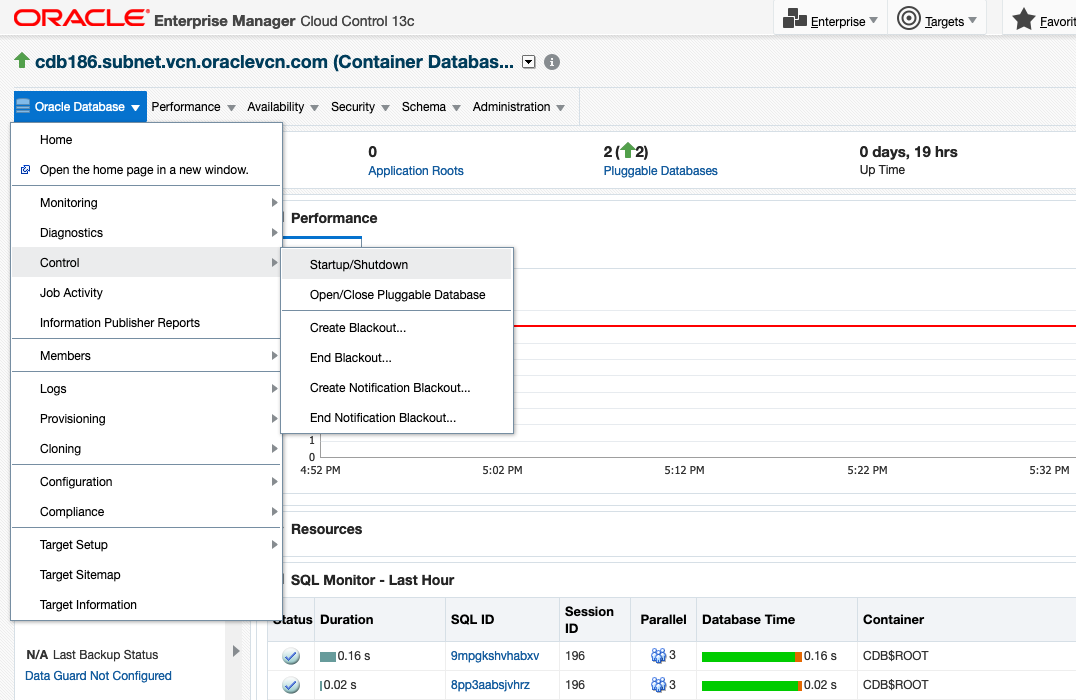 ORACLE® Enterprise Manager Cloud Control 13c
Enterprise Targets
cdb186.subnet.vcn.oraclevcn.com (Container Databas...
Oracle Database Performance Availability Security Schema Administration
Home
Open the home page in a new window.
Monitoring
Diagnostics
Control
Job Activity
Information Publisher Reports
Members
Logs
Provisioning
Cloning
Configuration
Compliance
Target Setup
Target Sitemap
Target Information
0 2 (2) 0 days, 19 hrs
Application Roots Pluggable Databases Up Time
Performance
Startup/Shutdown
Open/Close Pluggable Database
Create Blackout...
End Blackout...
Create Notification Blackout...
End Notification Blackout...
1
0
4:52 PM 5:02 PM 5:12 PM 5:22 PM 5:32 PM
Resources
SQL Monitor - Last Hour
Status Duration SQL ID Session ID Parallel Database Time Container
0.16 s 9mpgkshvhabxv 196 3 0.16 s CDB$ROOT
0.02 s 8pp3aabsjvhrz 196 3 0.02 s CDB$ROOT
N/A Last Backup Status
Data Guard Not Configured